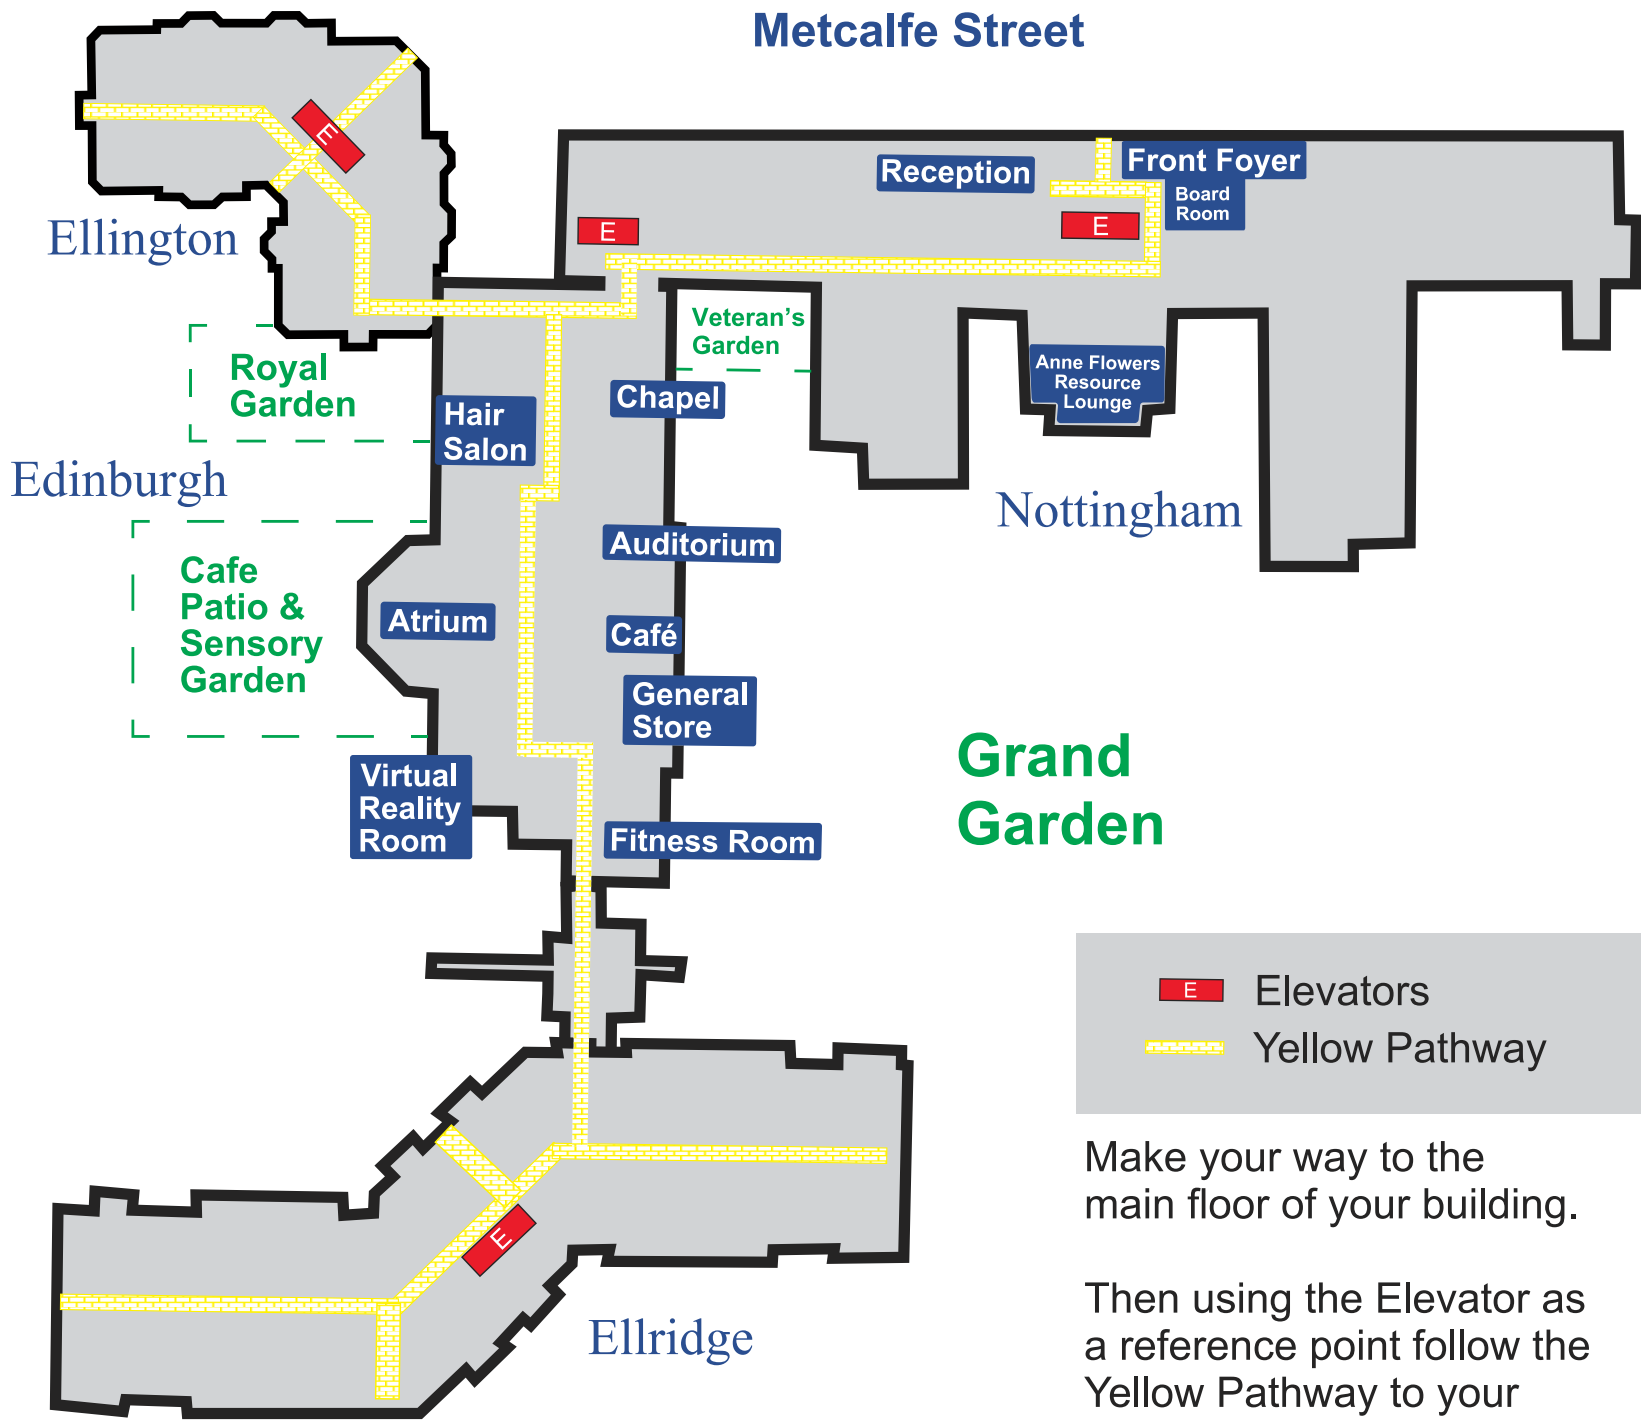 Metcalfe Street
E
Reception
Front Foyer
Board
Room
E
E
Ellington
Veteran's
Garden
Royal
Garden
Anne Flowers
Resource
Lounge
Chapel
Hair
Salon
Edinburgh
Nottingham
Auditorium
Cafe
Patio &
Sensory
Garden
Atrium
Café
General
Store
Grand
Garden
Virtual
Reality
Room
Fitness Room
E Elevators
Yellow Pathway
Make your way to the
main floor of your building.
E
Then using the Elevator as
a reference point follow the
Yellow Pathway to your
Ellridge